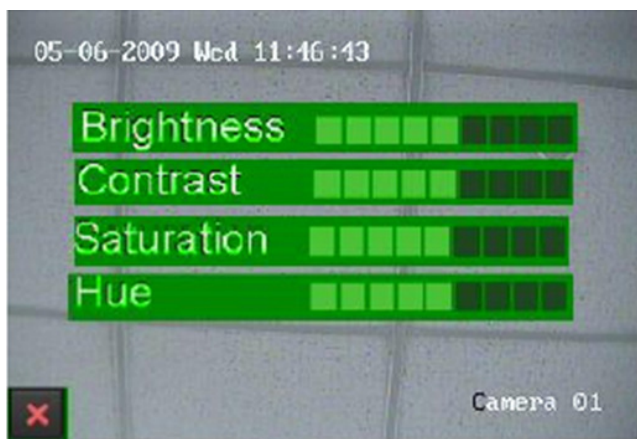 05-06-2009 Wed 11:46:43
Brightness
Contrast
Saturation
Hue
Camera 01